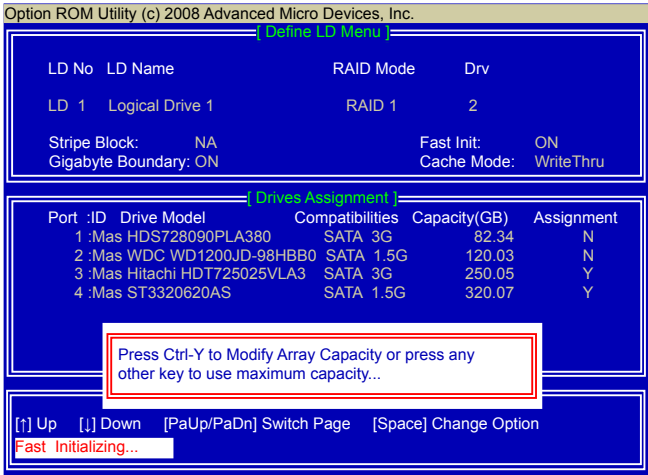 Option ROM Utility (c) 2008 Advanced Micro Devices, Inc.
[ Define LD Menu ]
LD No LD Name RAID Mode Drv
LD 1 Logical Drive 1 RAID 1 2
Stripe Block: NA Fast Init: ON
Gigabyte Boundary: ON Cache Mode: WriteThru
[ Drives Assignment ]
Port :ID Drive Model Compatibilities Capacity(GB) Assignment
1 :Mas HDS728090PLA380 SATA 3G 82.34 N
2 :Mas WDC WD1200JD-98HBB0 SATA 1.5G 120.03 N
3 :Mas Hitachi HDT725025VLA3 SATA 3G 250.05 Y
4 :Mas ST3320620AS SATA 1.5G 320.07 Y
Press Ctrl-Y to Modify Array Capacity or press any
other key to use maximum capacity...
[↑] Up [↓] Down [PaUp/PaDn] Switch Page [Space] Change Option
Fast Initializing...